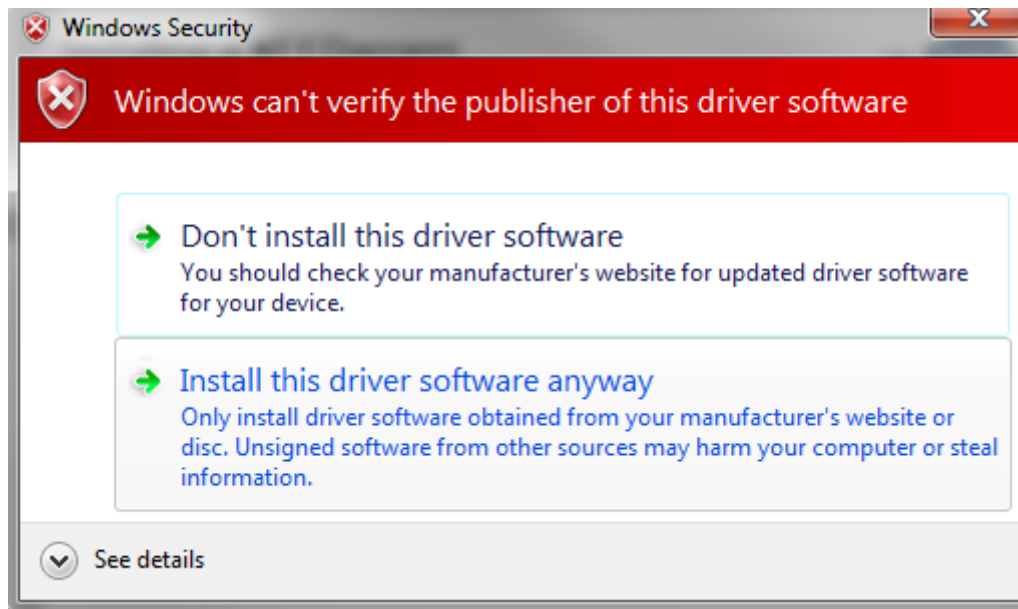 Windows Security
Windows can't verify the publisher of this driver software
Don't install this driver software
You should check your manufacturer's website for updated driver software
for your device.
Install this driver software anyway
Only install driver software obtained from your manufacturer's website or
disc. Unsigned software from other sources may harm your computer or steal
information.
See details